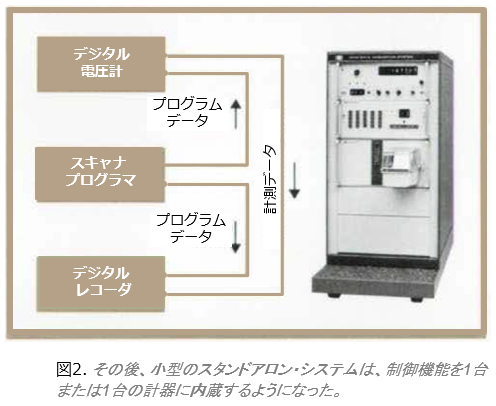 デジタル
電圧計
プログラム
データ
スキャナ
プログラマ
計測データ
プログラム
データ
デジタル
レコーダ
図2. その後、小型のスタンドアロン・システムは、制御機能を1台
または1台の計器に内蔵するようになった。